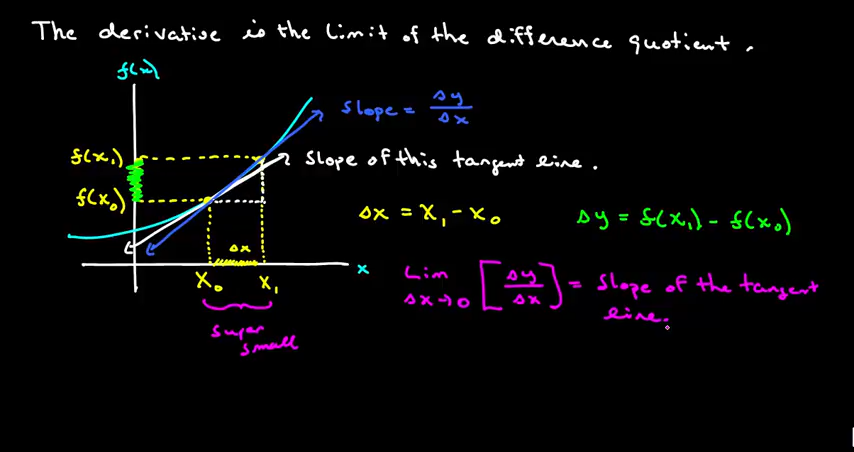 The derivative is the limit of the difference quotient.
f(x)
slope = Δy/Δx
f(x₁)
slope of this tangent line.
f(x₀)
Δx = x₁ - x₀
Δy = f(x₁) - f(x₀)
Δx
x
x₀ x₁
Lim Δx→0 [Δy/Δx] = slope of the tangent
line.
super
small